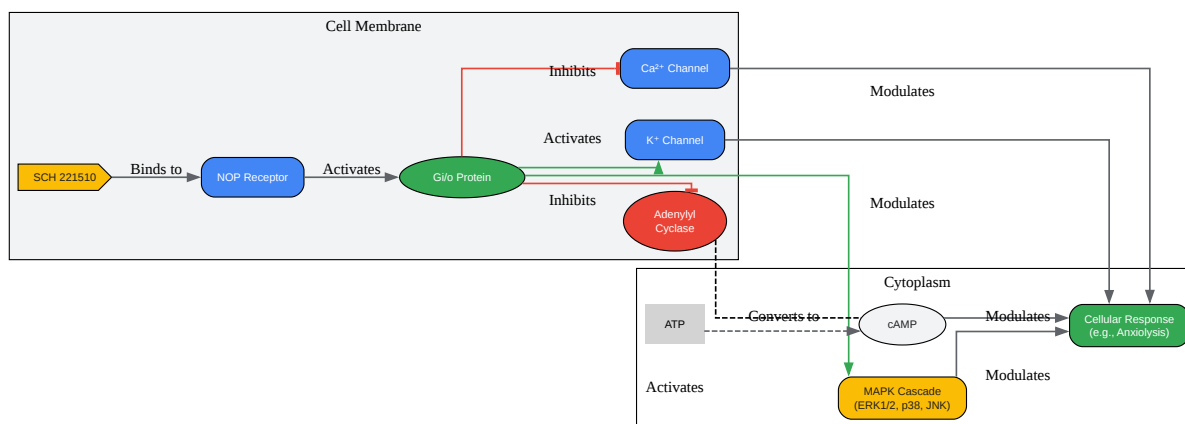 Cell Membrane
Inhibits
Ca²⁺ Channel
Modulates
Activates
K⁺ Channel
SCH 221510
Binds to
NOP Receptor
Activates
Gi/o Protein
Inhibits
Adenylyl
Cyclase
Modulates
Cytoplasm
ATP
Converts to
cAMP
Modulates
Cellular Response
(e.g., Anxiolysis)
Activates
MAPK Cascade
(ERK1/2, p38, JNK)
Modulates